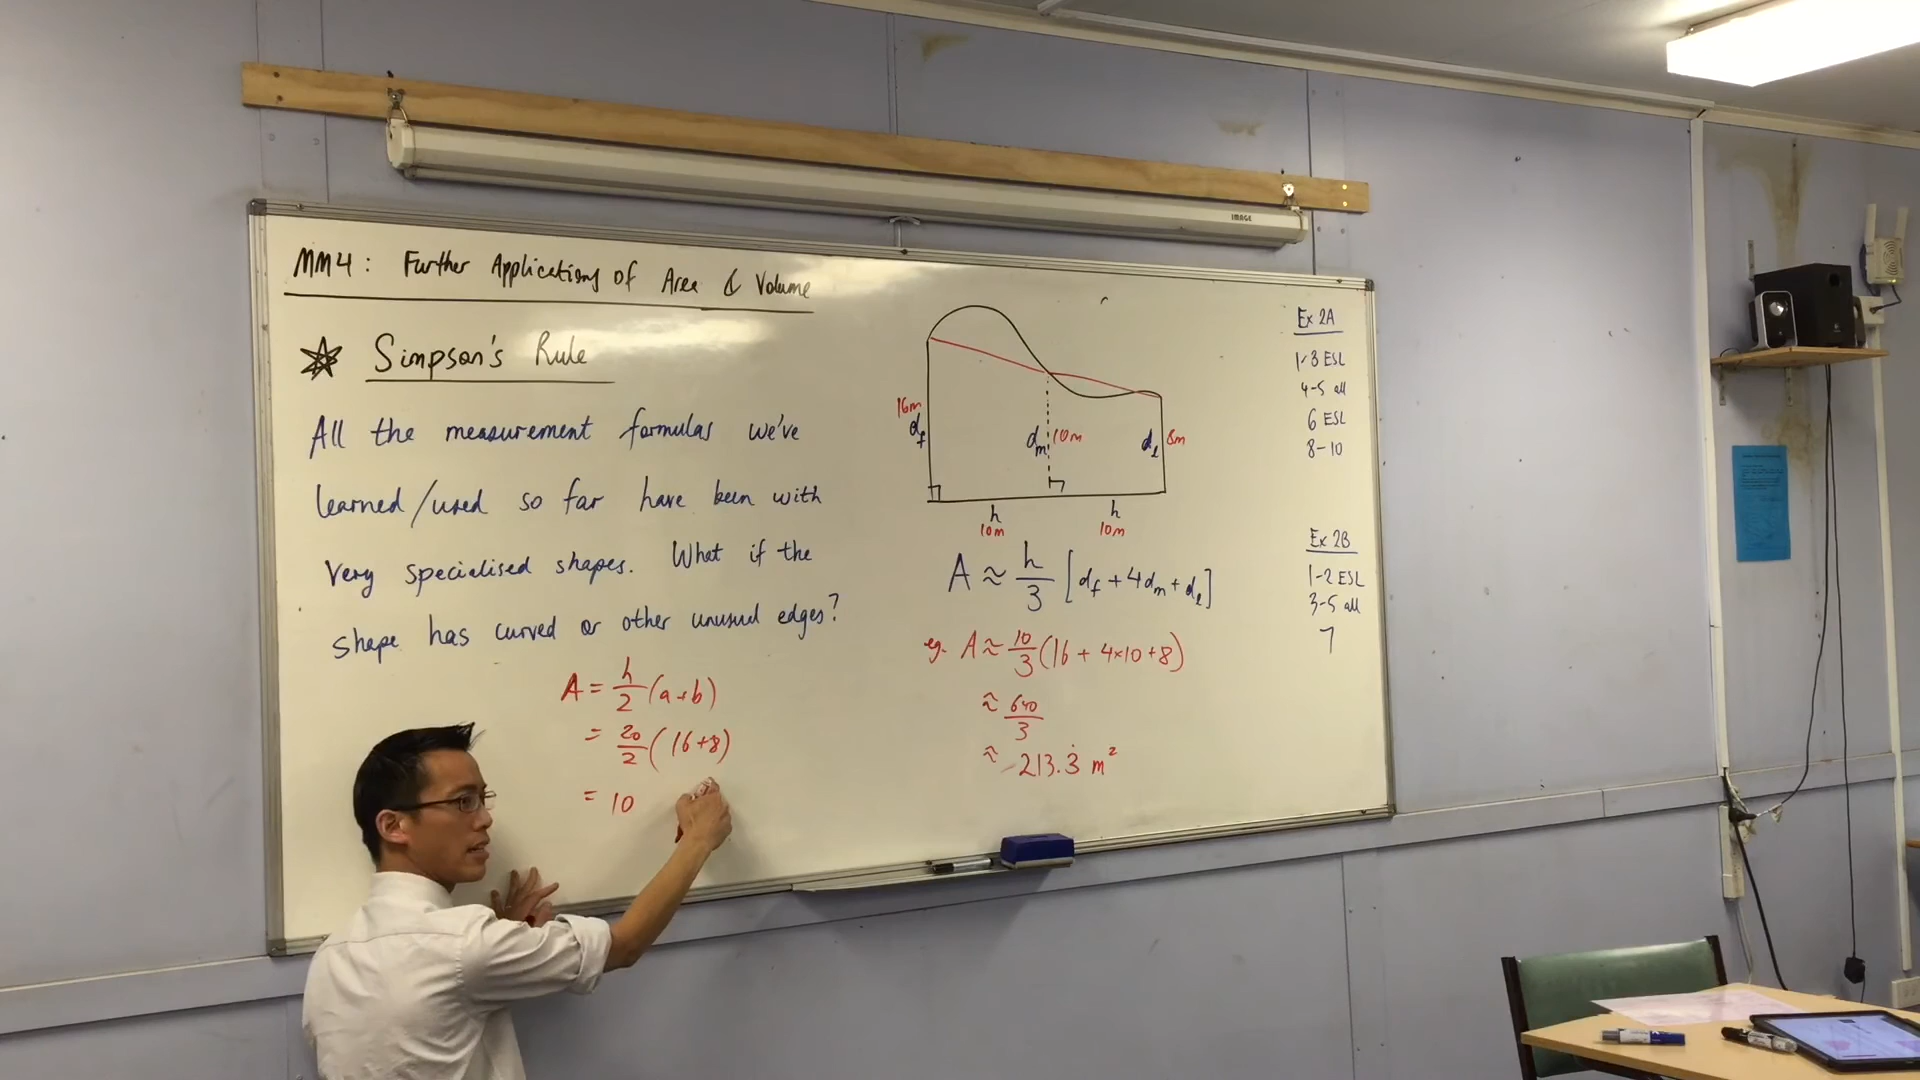 IMAGE
MM4: Further Applications of Area & Volume
Simpson's Rule
All the measurement formulas we've
learned/used so far have been with
very specialised shapes. What if the
shape has curved or other unusual edges?
A = h/2 (a+b)
= 20/2 (16+8)
= 10
16m
d_f
d_m 10m
d_l 8m
h h
10m 10m
A ≈ h/3 [d_f + 4d_m + d_l]
eg. A ≈ 10/3 (16 + 4×10+8)
≈ 640/3
≈ 213.3̇ m²
Ex 2A
1-3 ESL
4-5 all
6 ESL
8-10
Ex 2B
1-2 ESL
3-5 all
7